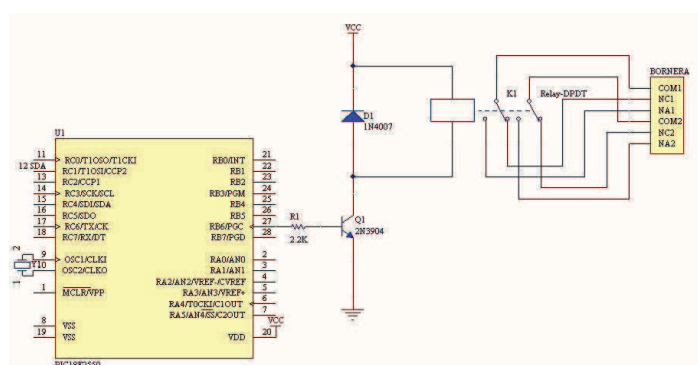 VCC
BORNERA
K1 Relay-DPDT
COM1
NC1
NA1
COM2
NC2
NA2
D1
1N4007
U1
11 RC0/T1OSO/T1CKI RB0/INT 21
12 SDA RC1/T1OSI/CCP2 RB1 22
13 RC2/CCP1 RB2 23
14 RC3/SCK/SCL RB3/PGM 24
15 RC4/SDI/SDA RB4 25
16 RC5/SDO RB5 26
17 RC6/TX/CK RB6/PGC 27
18 RC7/RX/DT RB7/PGD 28
R1
2.2K
Q1
2N3904
2
1
9 OSC1/CLKI RA0/AN0 2
Y10 OSC2/CLKO RA1/AN1 3
RA2/AN2/VREF-/CVREF 4
1 MCLR/VPP RA3/AN3/VREF+ 5
RA4/T0CKI/C1OUT 6
RA5/AN4/SS/C2OUT 7
VCC
8 VSS
19 VSS VDD 20
PIC18F2550